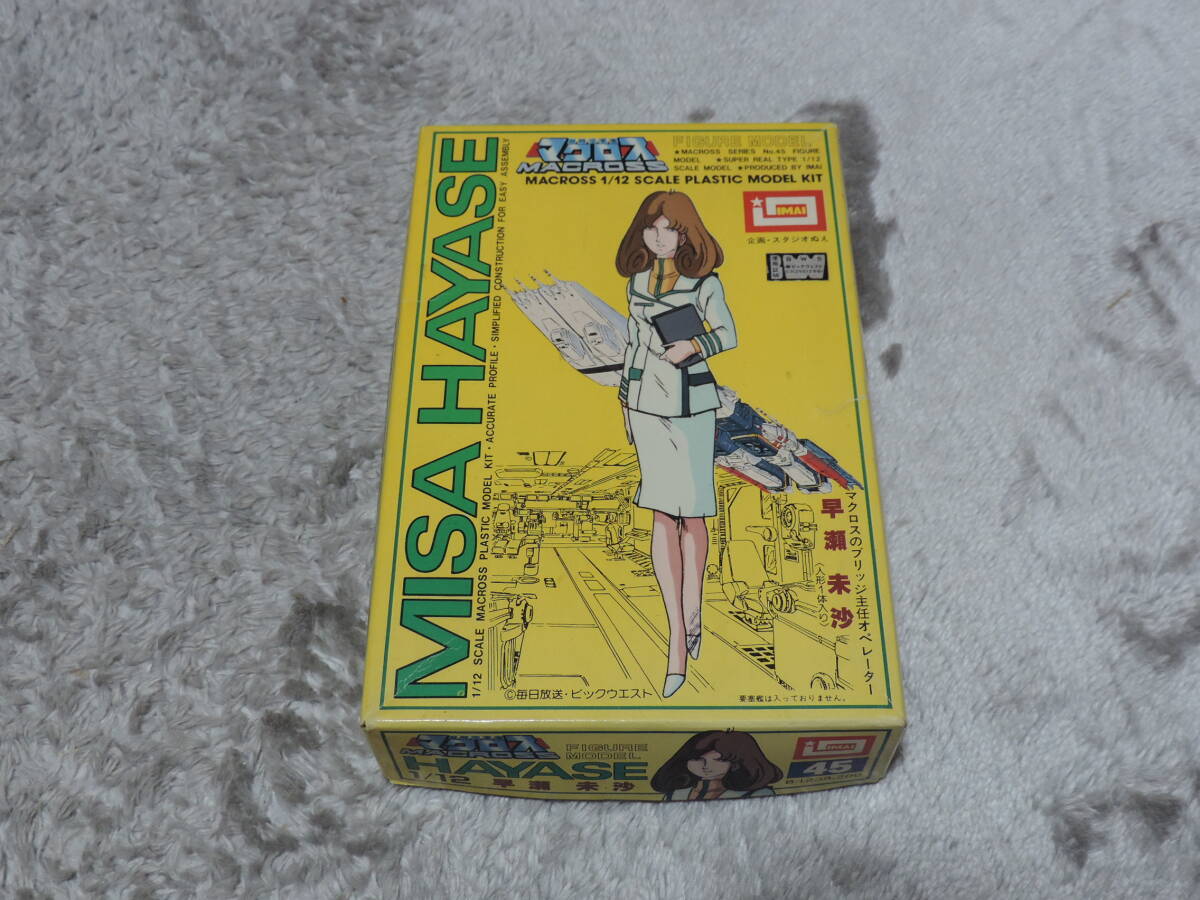 MISA HAYASE
1/12 SCALE MACROSS PLASTIC MODEL KIT・ACCURATE PROFILE・SIMPLIFIED CONSTRUCTION FOR EASY ASSEMBLY
マクロス
MACROSS
FIGURE MODEL
★MACROSS SERIES No.45 FIGURE
MODEL ★SUPER REAL TYPE 1/12
SCALE MODEL ★PRODUCED BY IMAI
MACROSS 1/12 SCALE PLASTIC MODEL KIT
IMAI
企画・スタジオぬえ
マクロスのブリッジ主任オペレーター
早瀬未沙
(人形1体入り)
©毎日放送・ビックウエスト
要塞艦は入っておりません。
マクロス
MACROSS
FIGURE
MODEL
HAYASE
1/12 早瀬未沙
IMAI
45